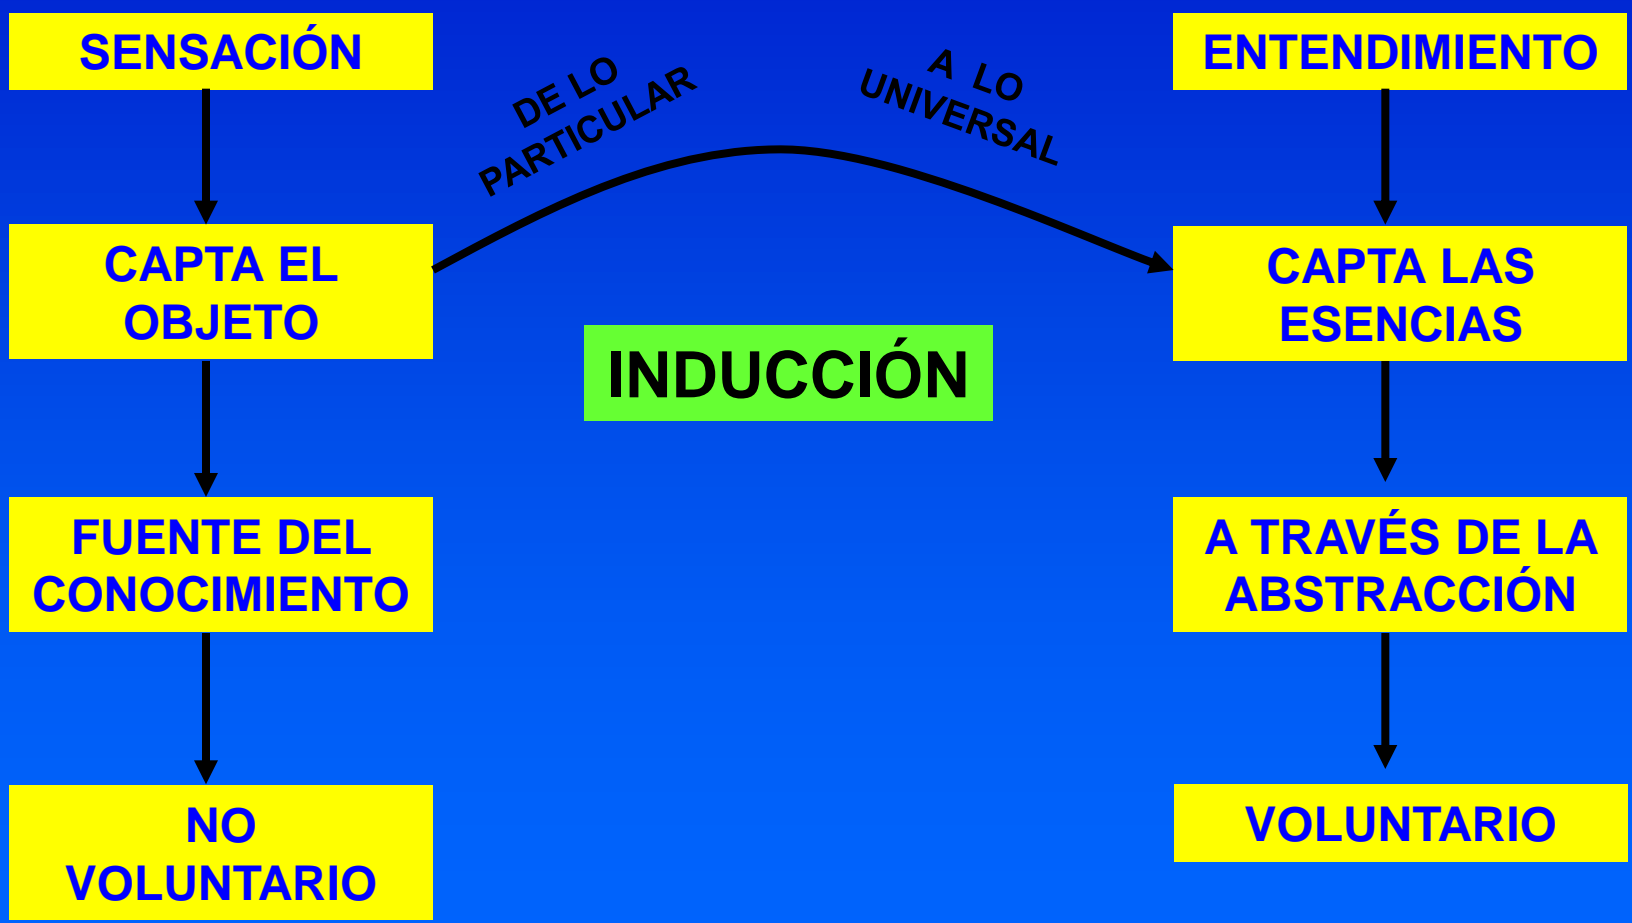 SENSACIÓN
CAPTA EL
OBJETO
FUENTE DEL
CONOCIMIENTO
NO
VOLUNTARIO
DE LO
PARTICULAR
A LO
UNIVERSAL
INDUCCIÓN
ENTENDIMIENTO
CAPTA LAS
ESENCIAS
A TRAVÉS DE LA
ABSTRACCIÓN
VOLUNTARIO